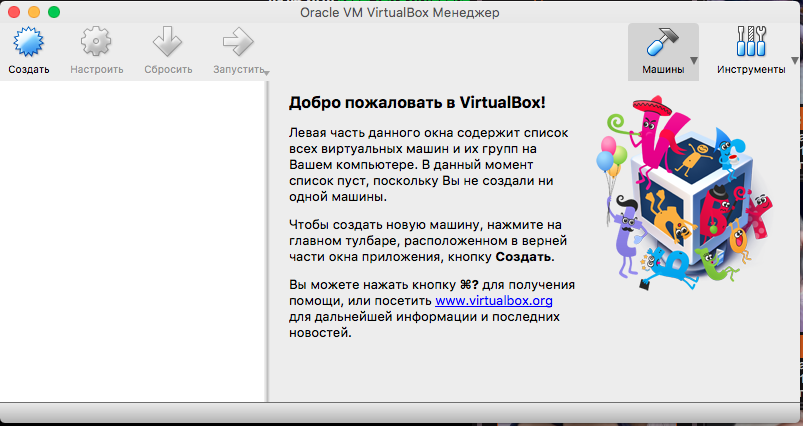 Oracle VM VirtualBox Менеджер
Создать
Настроить
Сбросить
Запустить
Машины
Инструменты
Добро пожаловать в VirtualBox!
Левая часть данного окна содержит список
всех виртуальных машин и их групп на
Вашем компьютере. В данный момент
список пуст, поскольку Вы не создали ни
одной машины.
Чтобы создать новую машину, нажмите на
главном тулбаре, расположенном в верней
части окна приложения, кнопку Создать.
Вы можете нажать кнопку ⌘? для получения
помощи, или посетить www.virtualbox.org
для дальнейшей информации и последних
новостей.